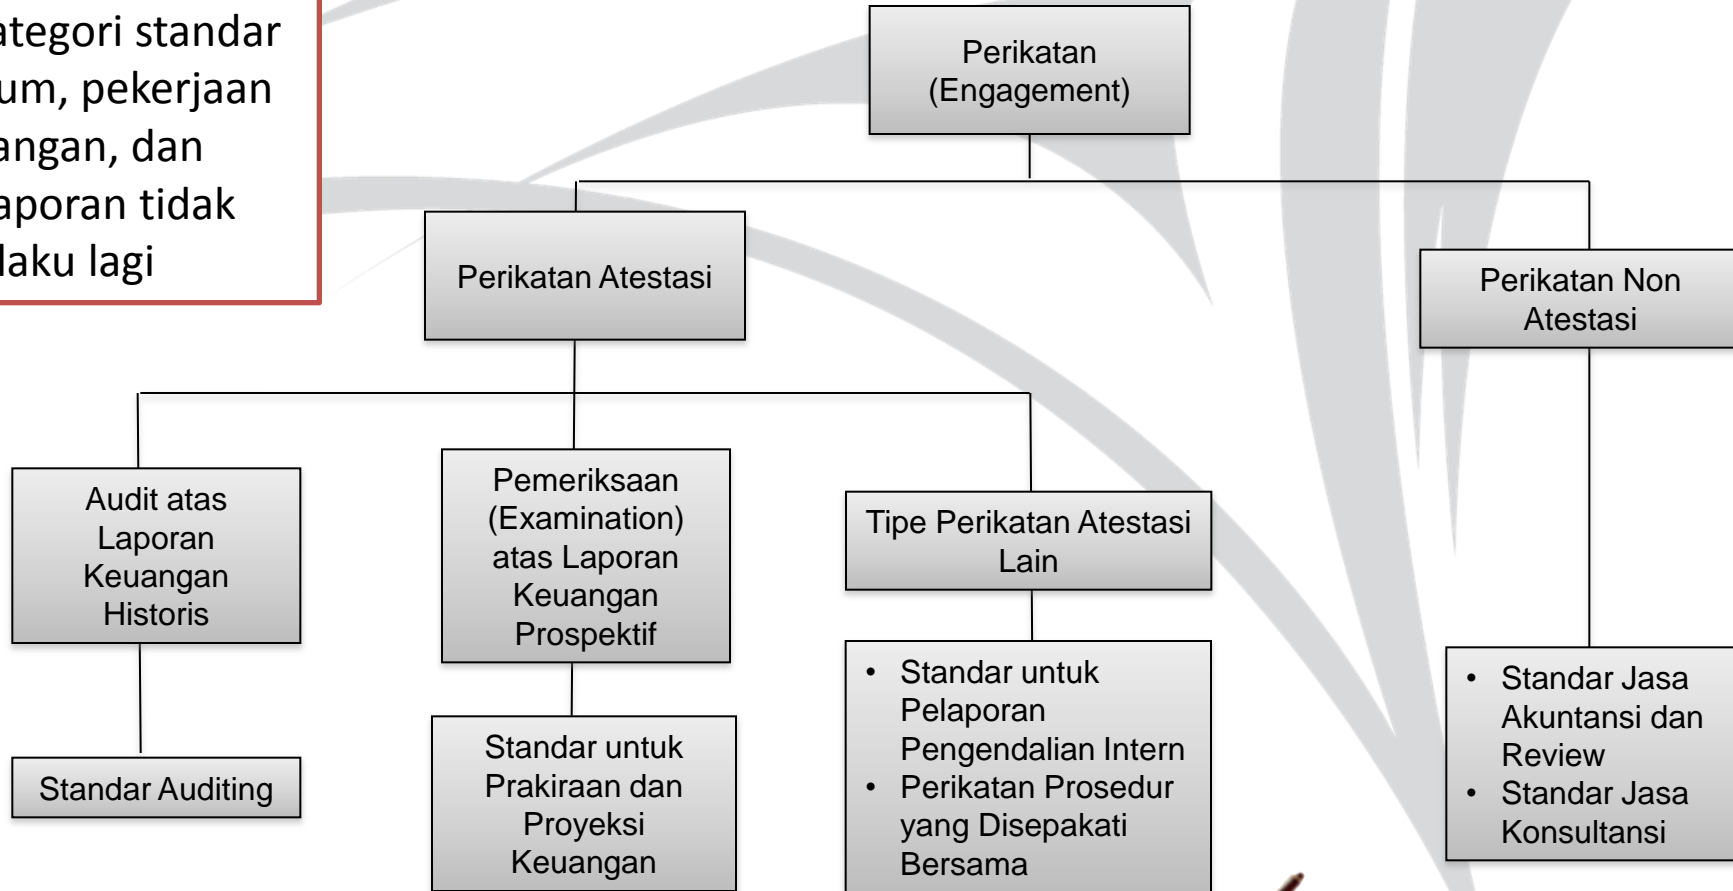 ategori standar
um, pekerjaan
angan, dan
aporan tidak
laku lagi
Perikatan
(Engagement)
Perikatan Atestasi
Perikatan Non
Atestasi
Audit atas
Laporan
Keuangan
Historis
Pemeriksaan
(Examination)
atas Laporan
Keuangan
Prospektif
Tipe Perikatan Atestasi
Lain
Standar Auditing
Standar untuk
Prakiraan dan
Proyeksi
Keuangan
• Standar untuk
Pelaporan
Pengendalian Intern
• Perikatan Prosedur
yang Disepakati
Bersama
• Standar Jasa
Akuntansi dan
Review
• Standar Jasa
Konsultansi